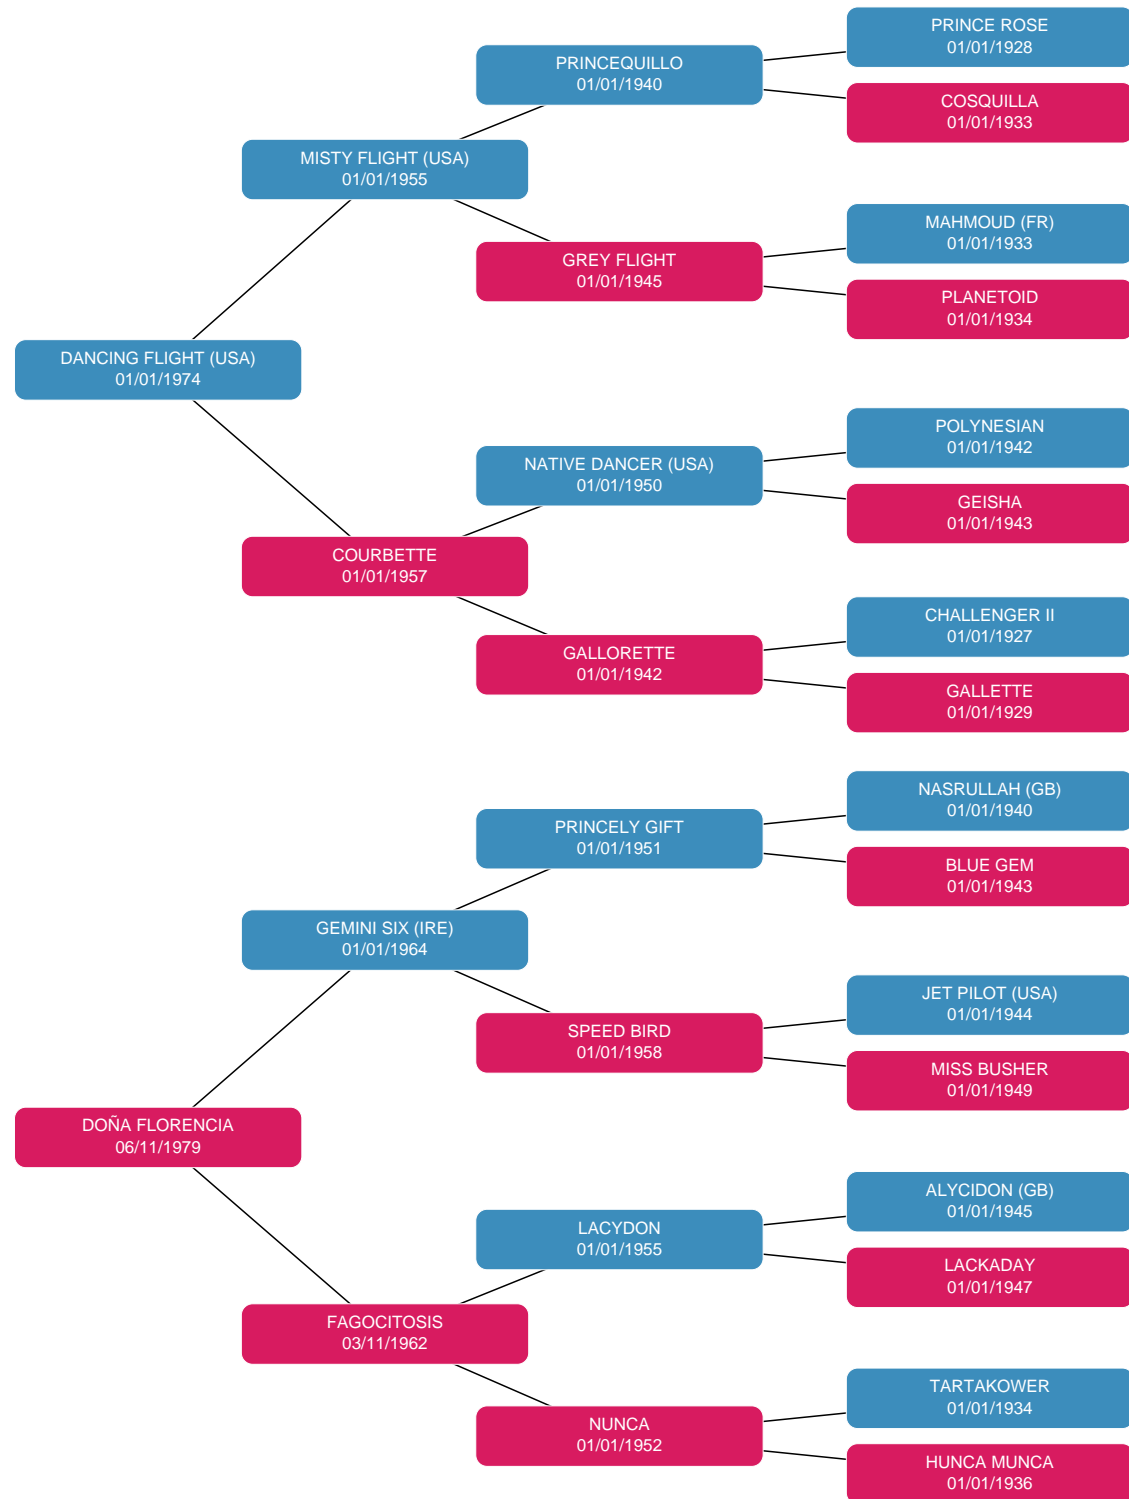 PRINCE ROSE
01/01/1928
PRINCEQUILLO
01/01/1940
COSQUILLA
01/01/1933
MISTY FLIGHT (USA)
01/01/1955
MAHMOUD (FR)
01/01/1933
GREY FLIGHT
01/01/1945
PLANETOID
01/01/1934
DANCING FLIGHT (USA)
01/01/1974
POLYNESIAN
01/01/1942
NATIVE DANCER (USA)
01/01/1950
GEISHA
01/01/1943
COURBETTE
01/01/1957
CHALLENGER II
01/01/1927
GALLORETTE
01/01/1942
GALLETTE
01/01/1929
NASRULLAH (GB)
01/01/1940
PRINCELY GIFT
01/01/1951
BLUE GEM
01/01/1943
GEMINI SIX (IRE)
01/01/1964
JET PILOT (USA)
01/01/1944
SPEED BIRD
01/01/1958
MISS BUSHER
01/01/1949
DOÑA FLORENCIA
06/11/1979
ALYCIDON (GB)
01/01/1945
LACYDON
01/01/1955
LACKADAY
01/01/1947
FAGOCITOSIS
03/11/1962
TARTAKOWER
01/01/1934
NUNCA
01/01/1952
HUNCA MUNCA
01/01/1936